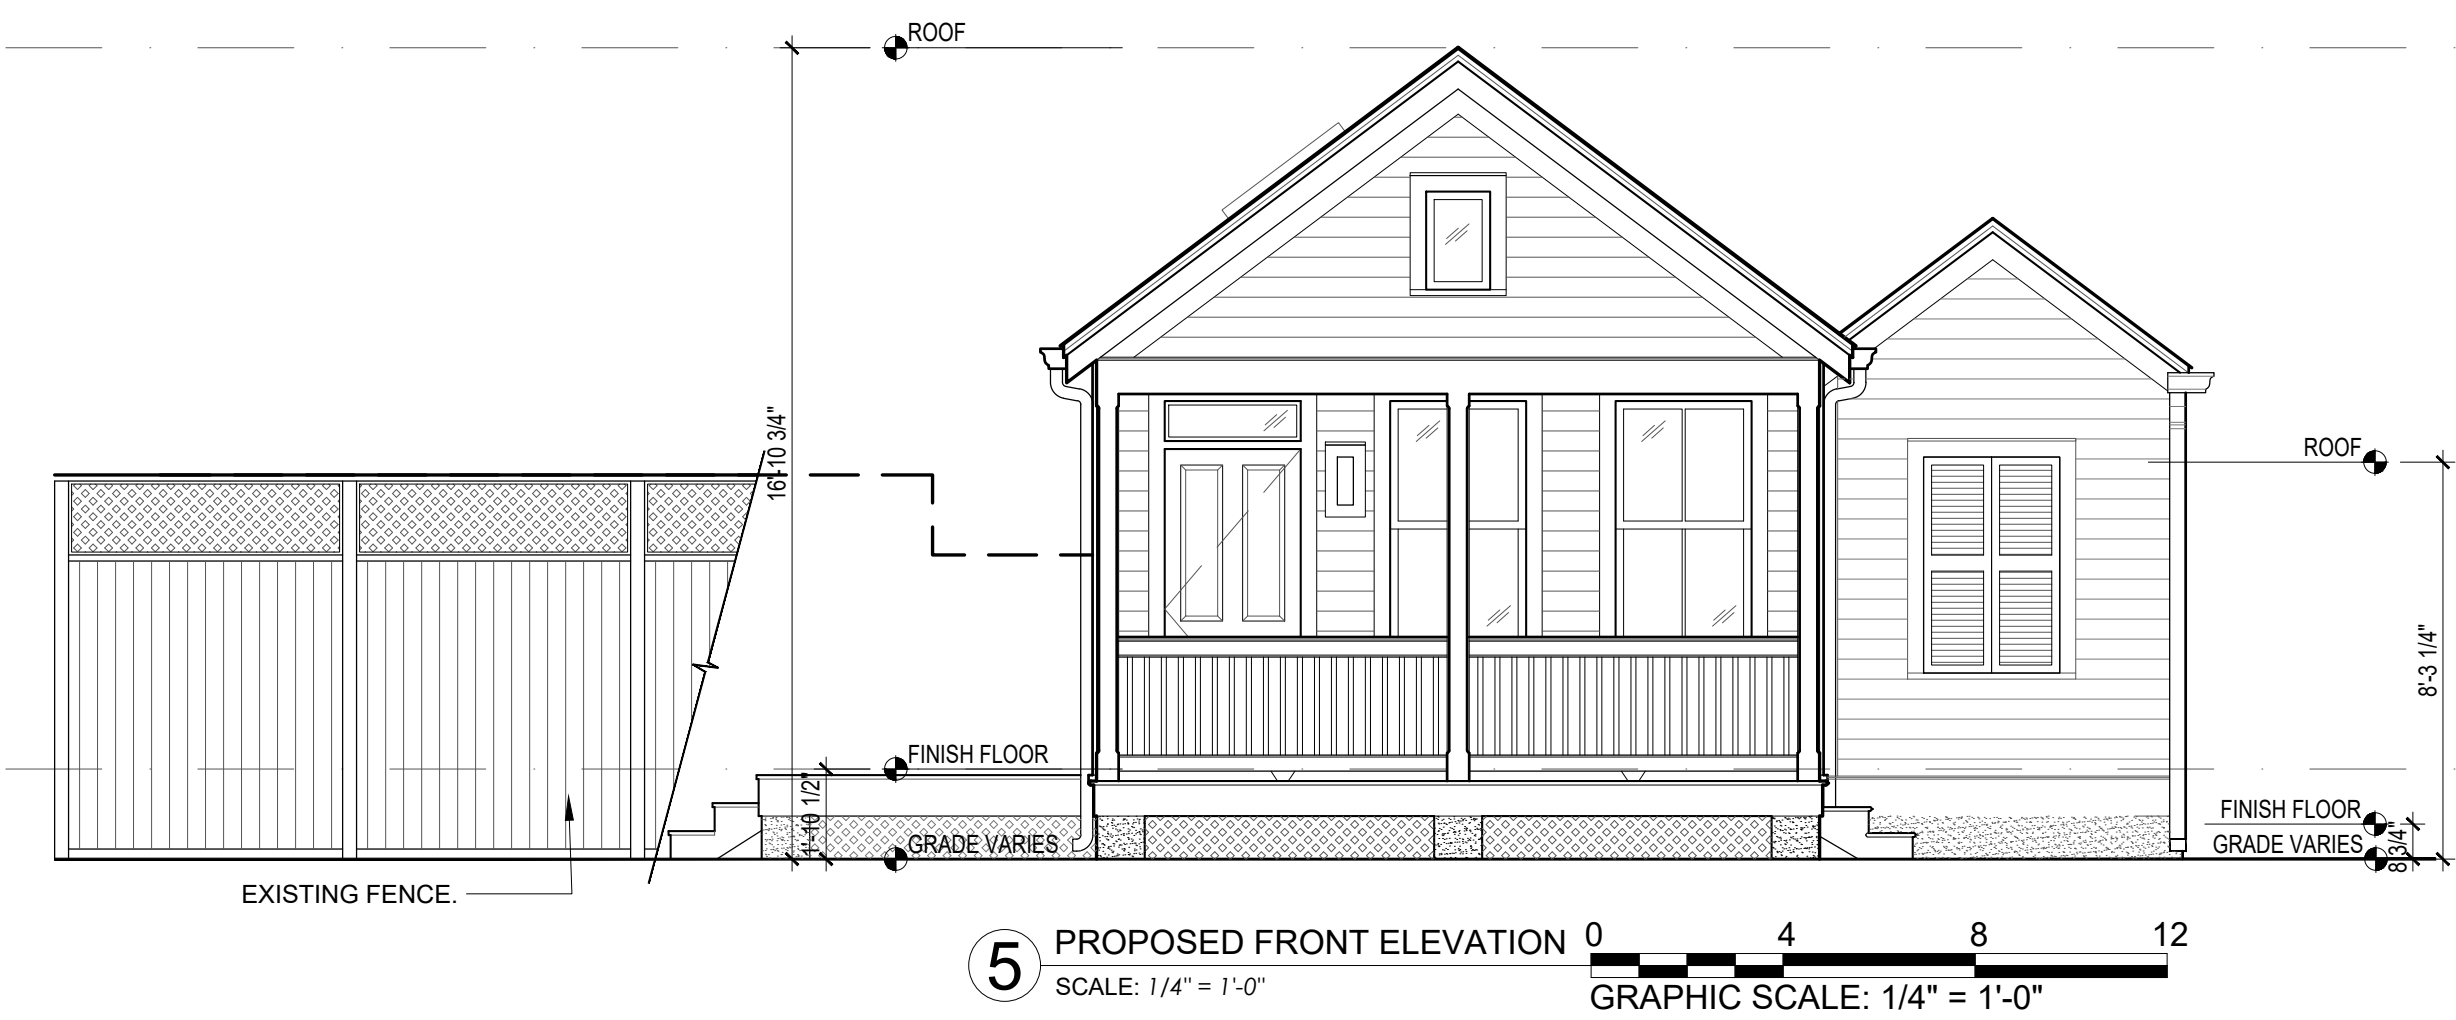 ROOF
16'-10 3/4"
ROOF
8'-3 1/4"
FINISH FLOOR
1'-10 1/2"
GRADE VARIES
FINISH FLOOR
GRADE VARIES
8 3/4"
EXISTING FENCE.
5
PROPOSED FRONT ELEVATION
SCALE: 1/4" = 1'-0"
0 4 8 12
GRAPHIC SCALE: 1/4" = 1'-0"